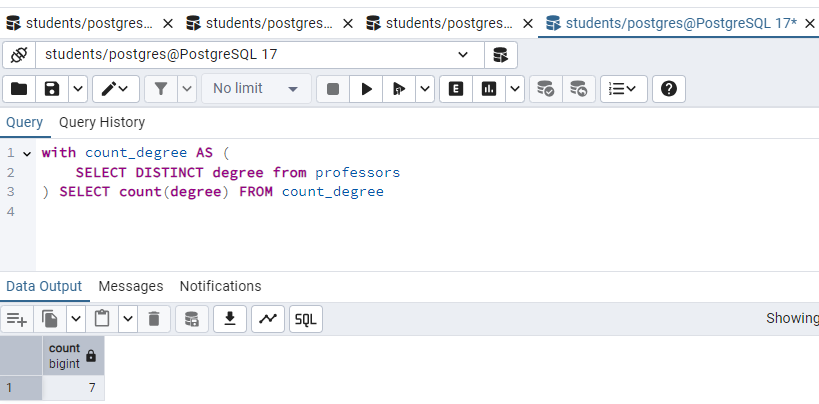 students/postgres... students/postgres... students/postgres... students/postgres@PostgreSQL 17*
students/postgres@PostgreSQL 17
No limit
Query Query History
1 with count_degree AS (
2 SELECT DISTINCT degree from professors
3 ) SELECT count(degree) FROM count_degree
4
Data Output Messages Notifications
SQL Showing
count
bigint
1 7